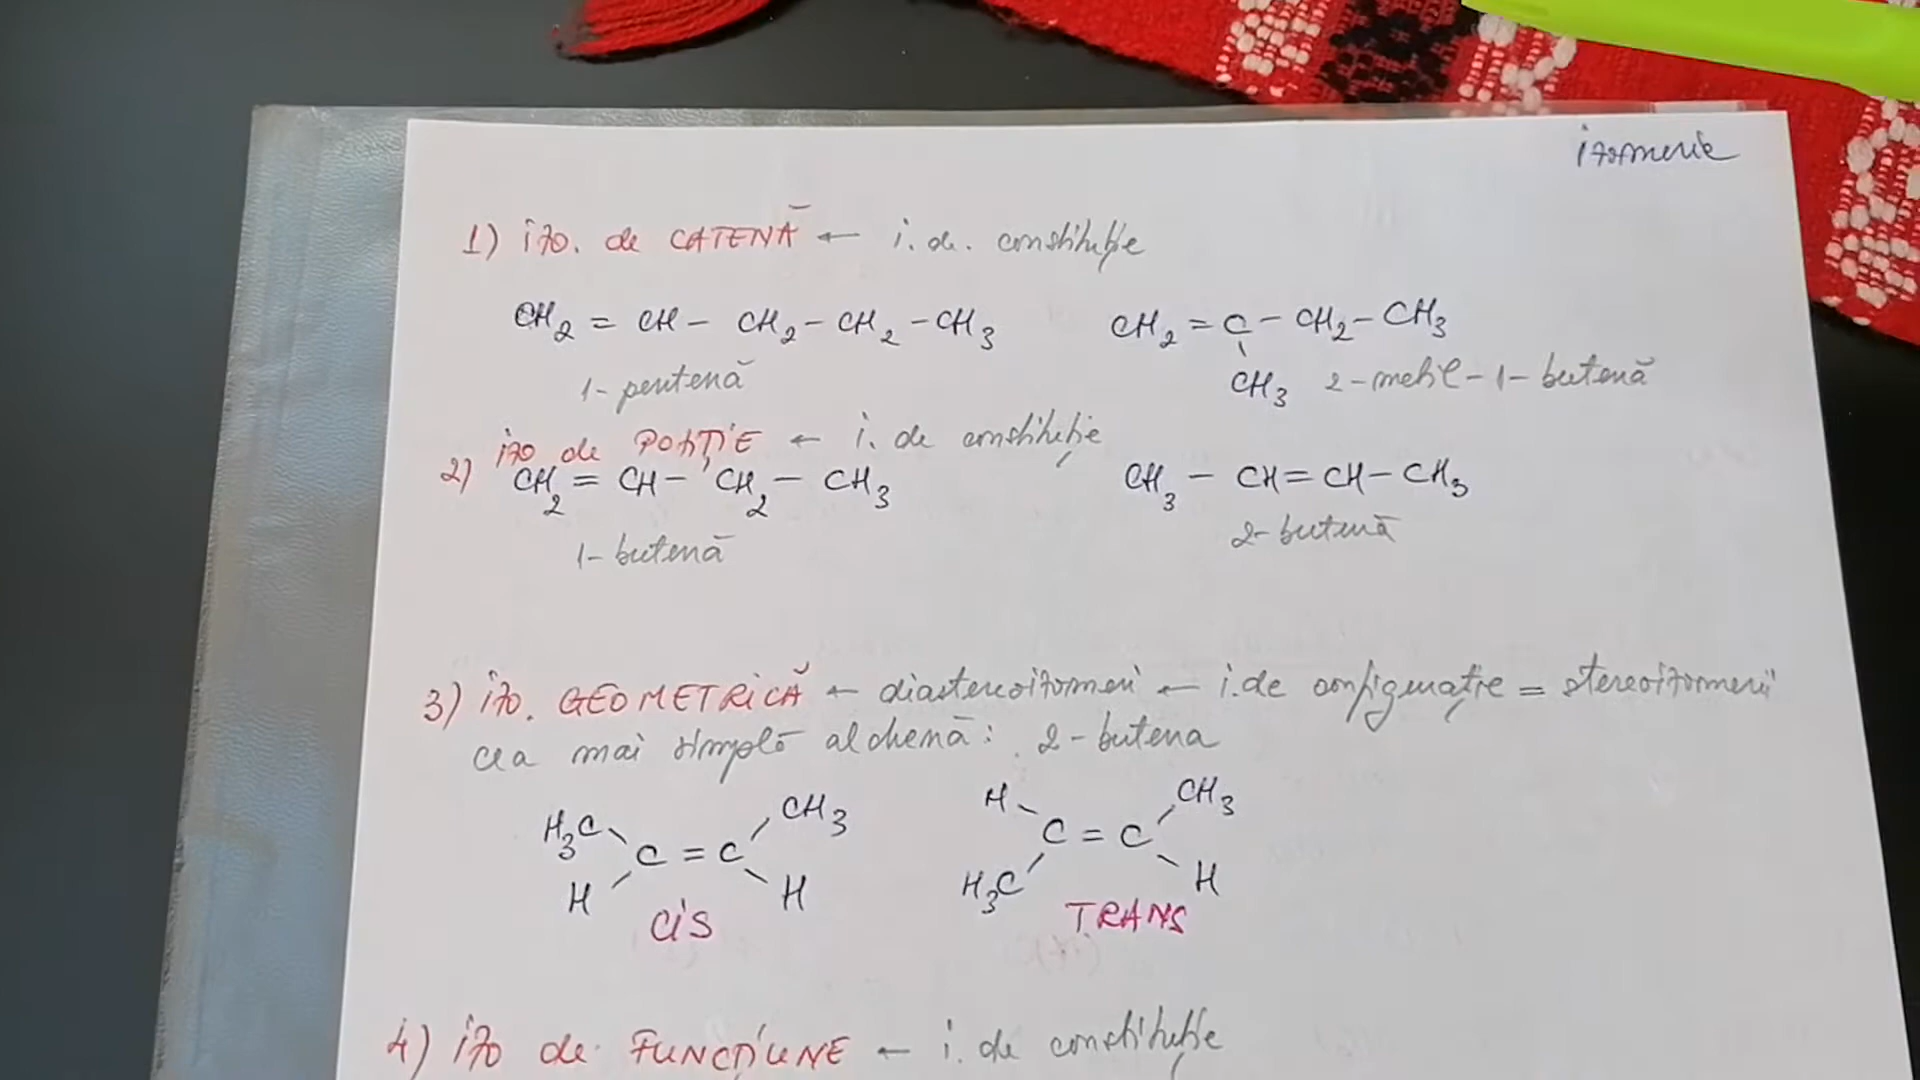 izomerie
1) izo. de CATENĂ ← i. de. constituție
CH2 = CH - CH2 - CH2 - CH3
CH2 = C - CH2 - CH3
CH3
1-pentenă
2-metil-1-butenă
2) izo de POZIȚIE ← i. de constituție
CH2 = CH - CH2 - CH3
CH3 - CH = CH - CH3
1-butenă
2-butenă
3) izo. GEOMETRICĂ ← diastereoizomeri ← i. de configurație = stereoizomerii
cea mai simplă alchenă: 2-butena
H3C CH3
C = C
H H
CIS
H CH3
C = C
H3C H
TRANS
4) izo de FUNCȚIUNE ← i. de constituție